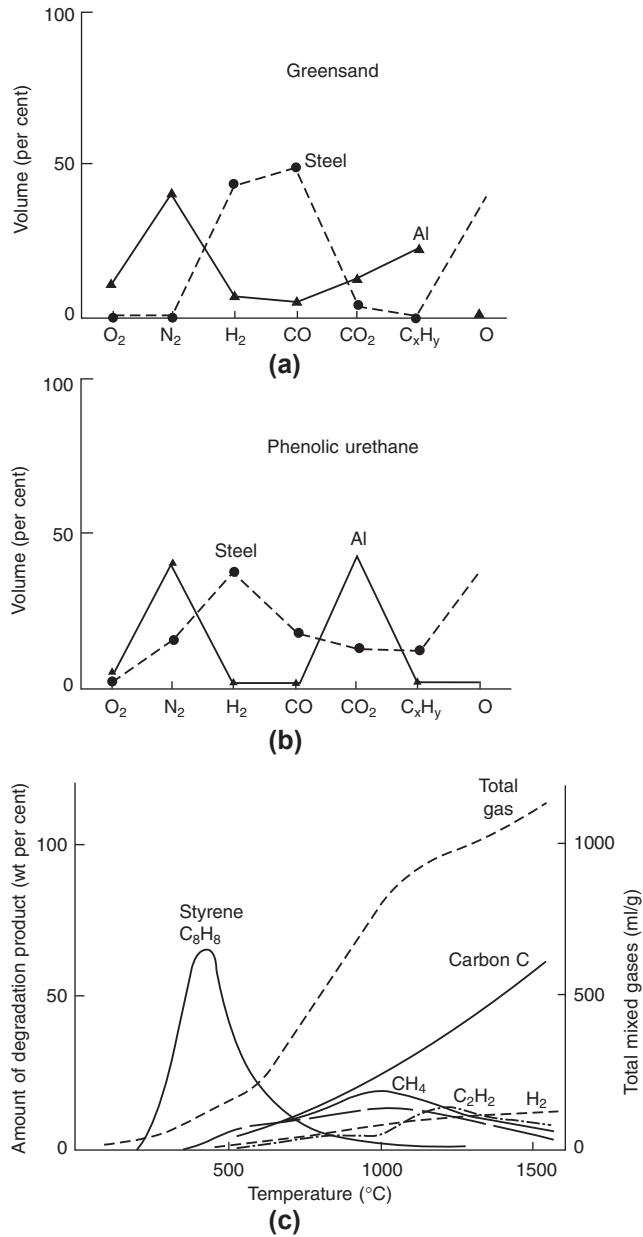 100
Greensand
Volume (per cent)
50
Steel
Al
0
O₂ N₂ H₂ CO CO₂ CₓHᵧ O
(a)
100
Phenolic urethane
Volume (per cent)
50
Steel
Al
0
O₂ N₂ H₂ CO CO₂ CₓHᵧ O
(b)
Amount of degradation product (wt per cent)
100
50
0
Total
gas
Styrene
C₈H₈
Carbon C
CH₄
C₂H₂
H₂
1000
500
0
Total mixed gases (ml/g)
500 1000 1500
Temperature (°C)
(c)